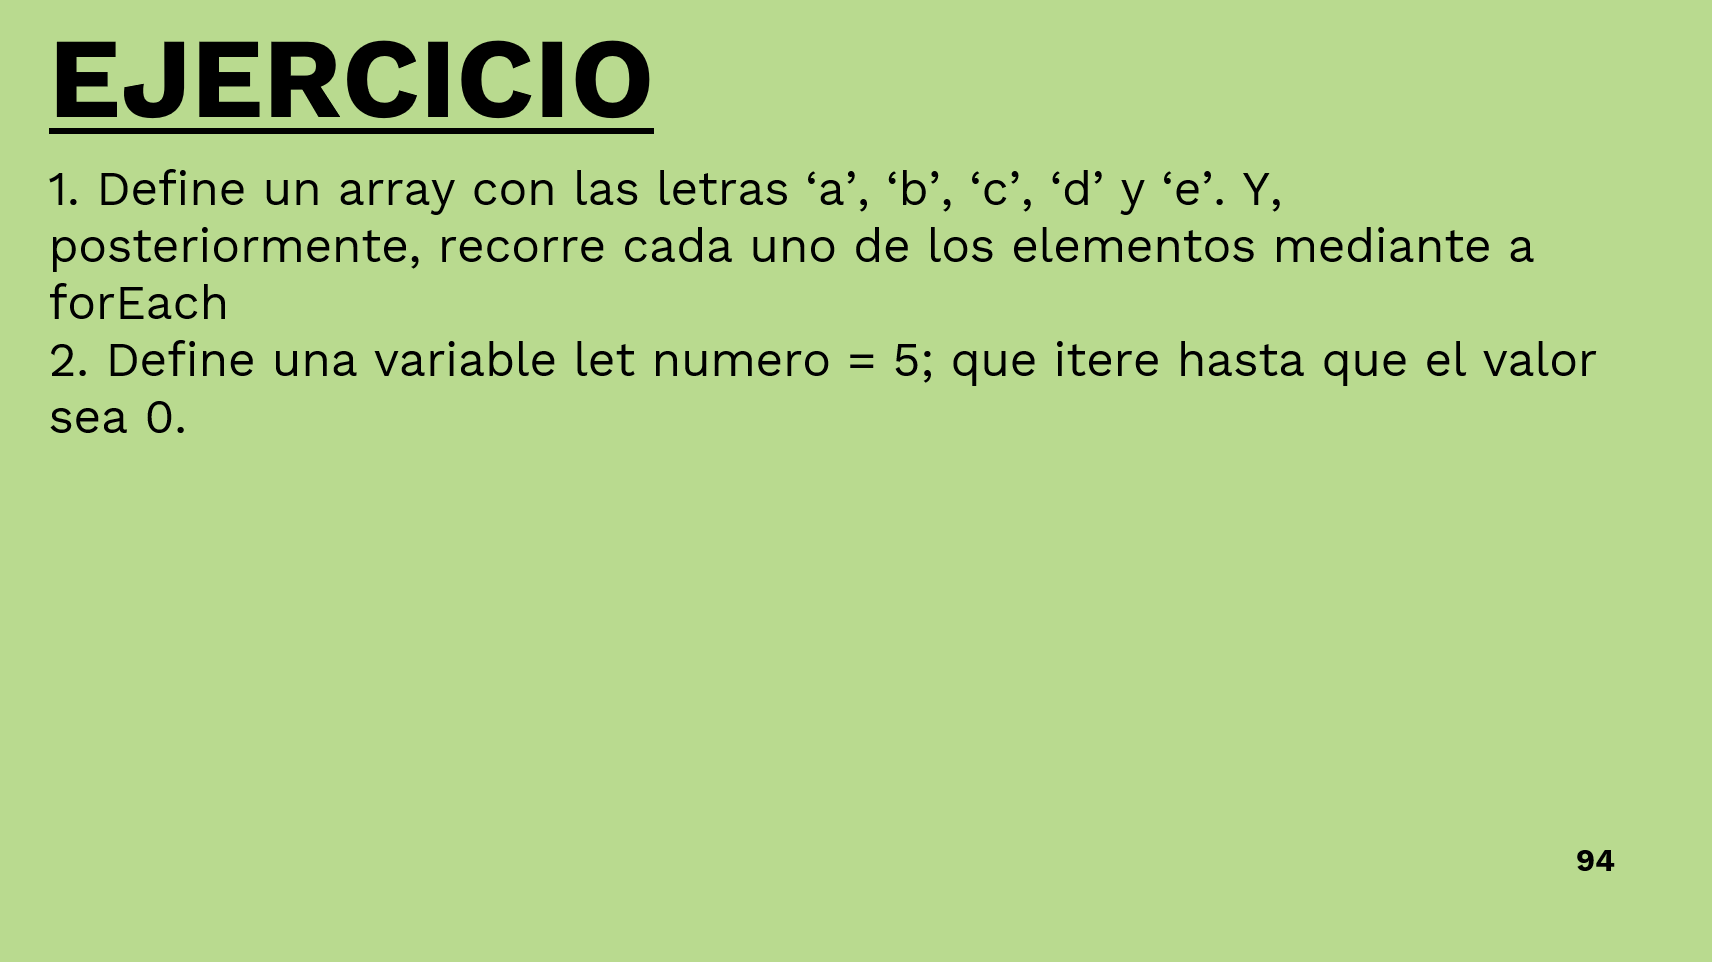 EJERCICIO
1. Define un array con las letras ‘a’, ‘b’, ‘c’, ‘d’ y ‘e’. Y,
posteriormente, recorre cada uno de los elementos mediante a
forEach
2. Define una variable let numero = 5; que itere hasta que el valor
sea 0.
94